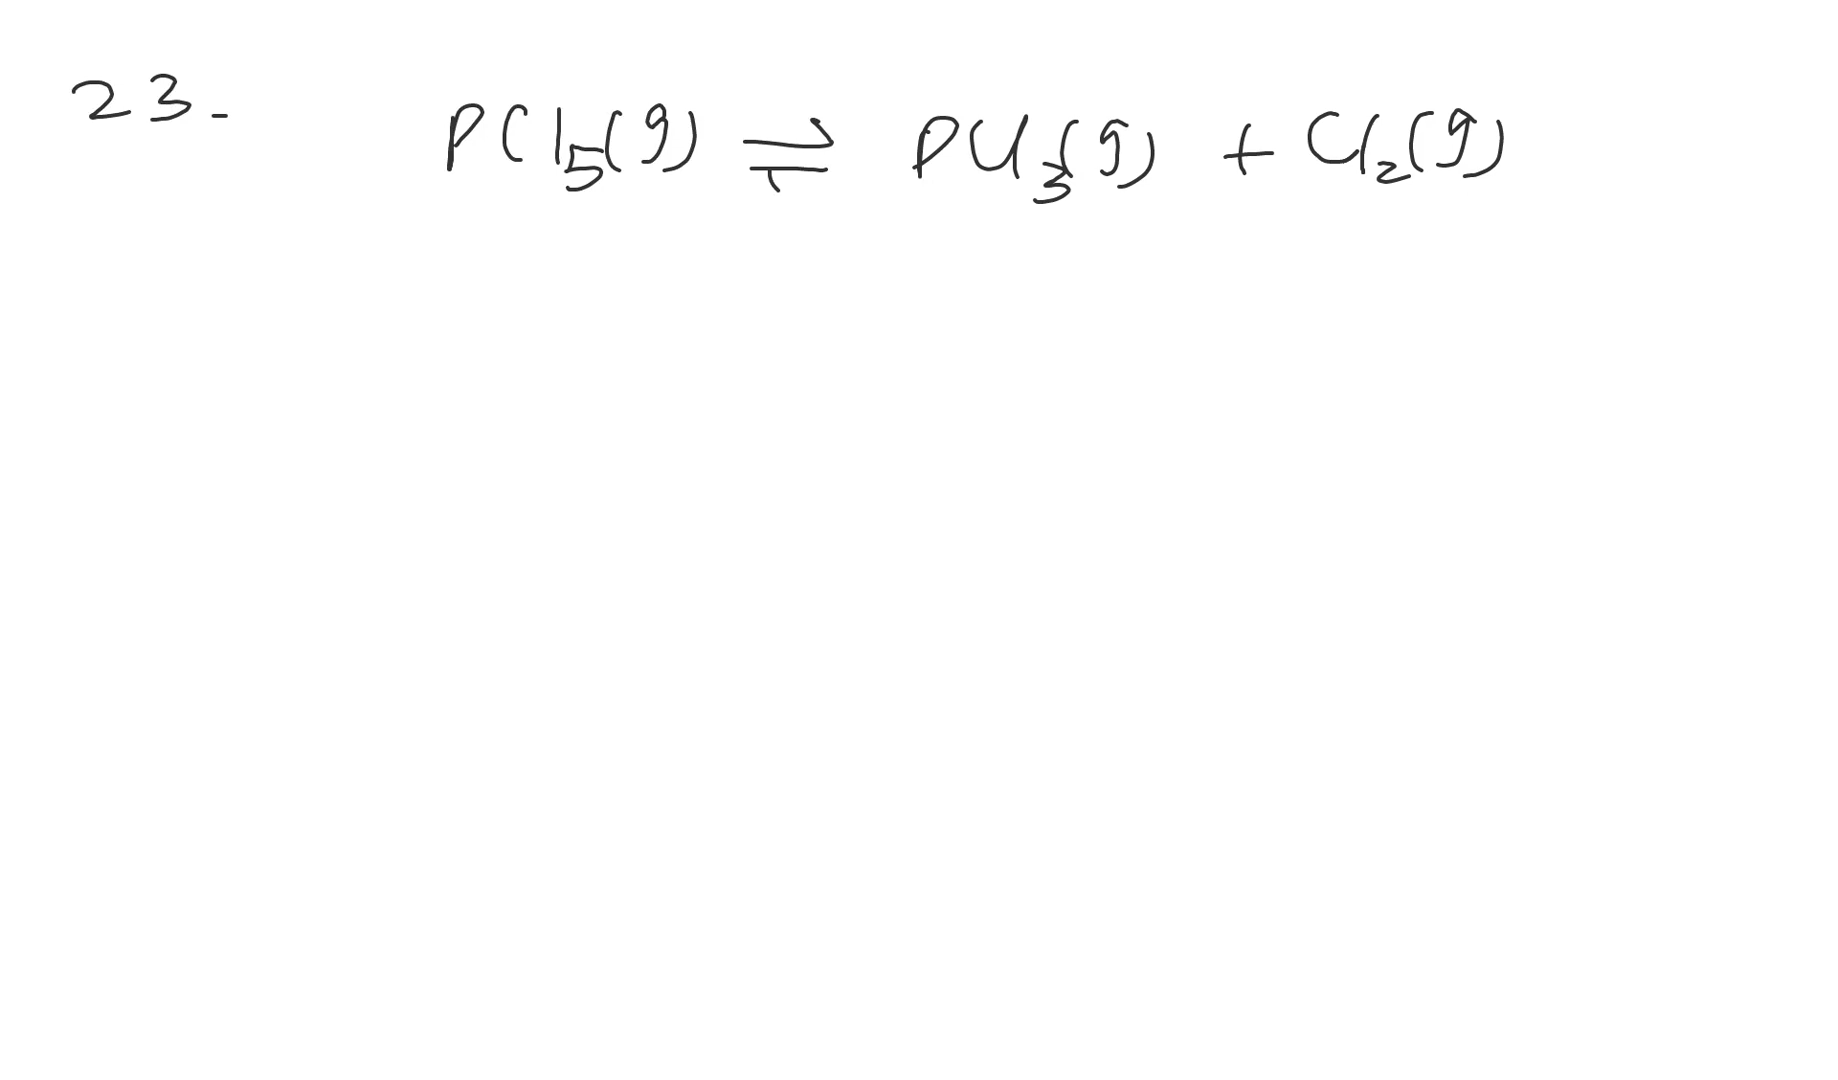 23. PCl₅(g) ⇌ PCl₃(g) + Cl₂(g)